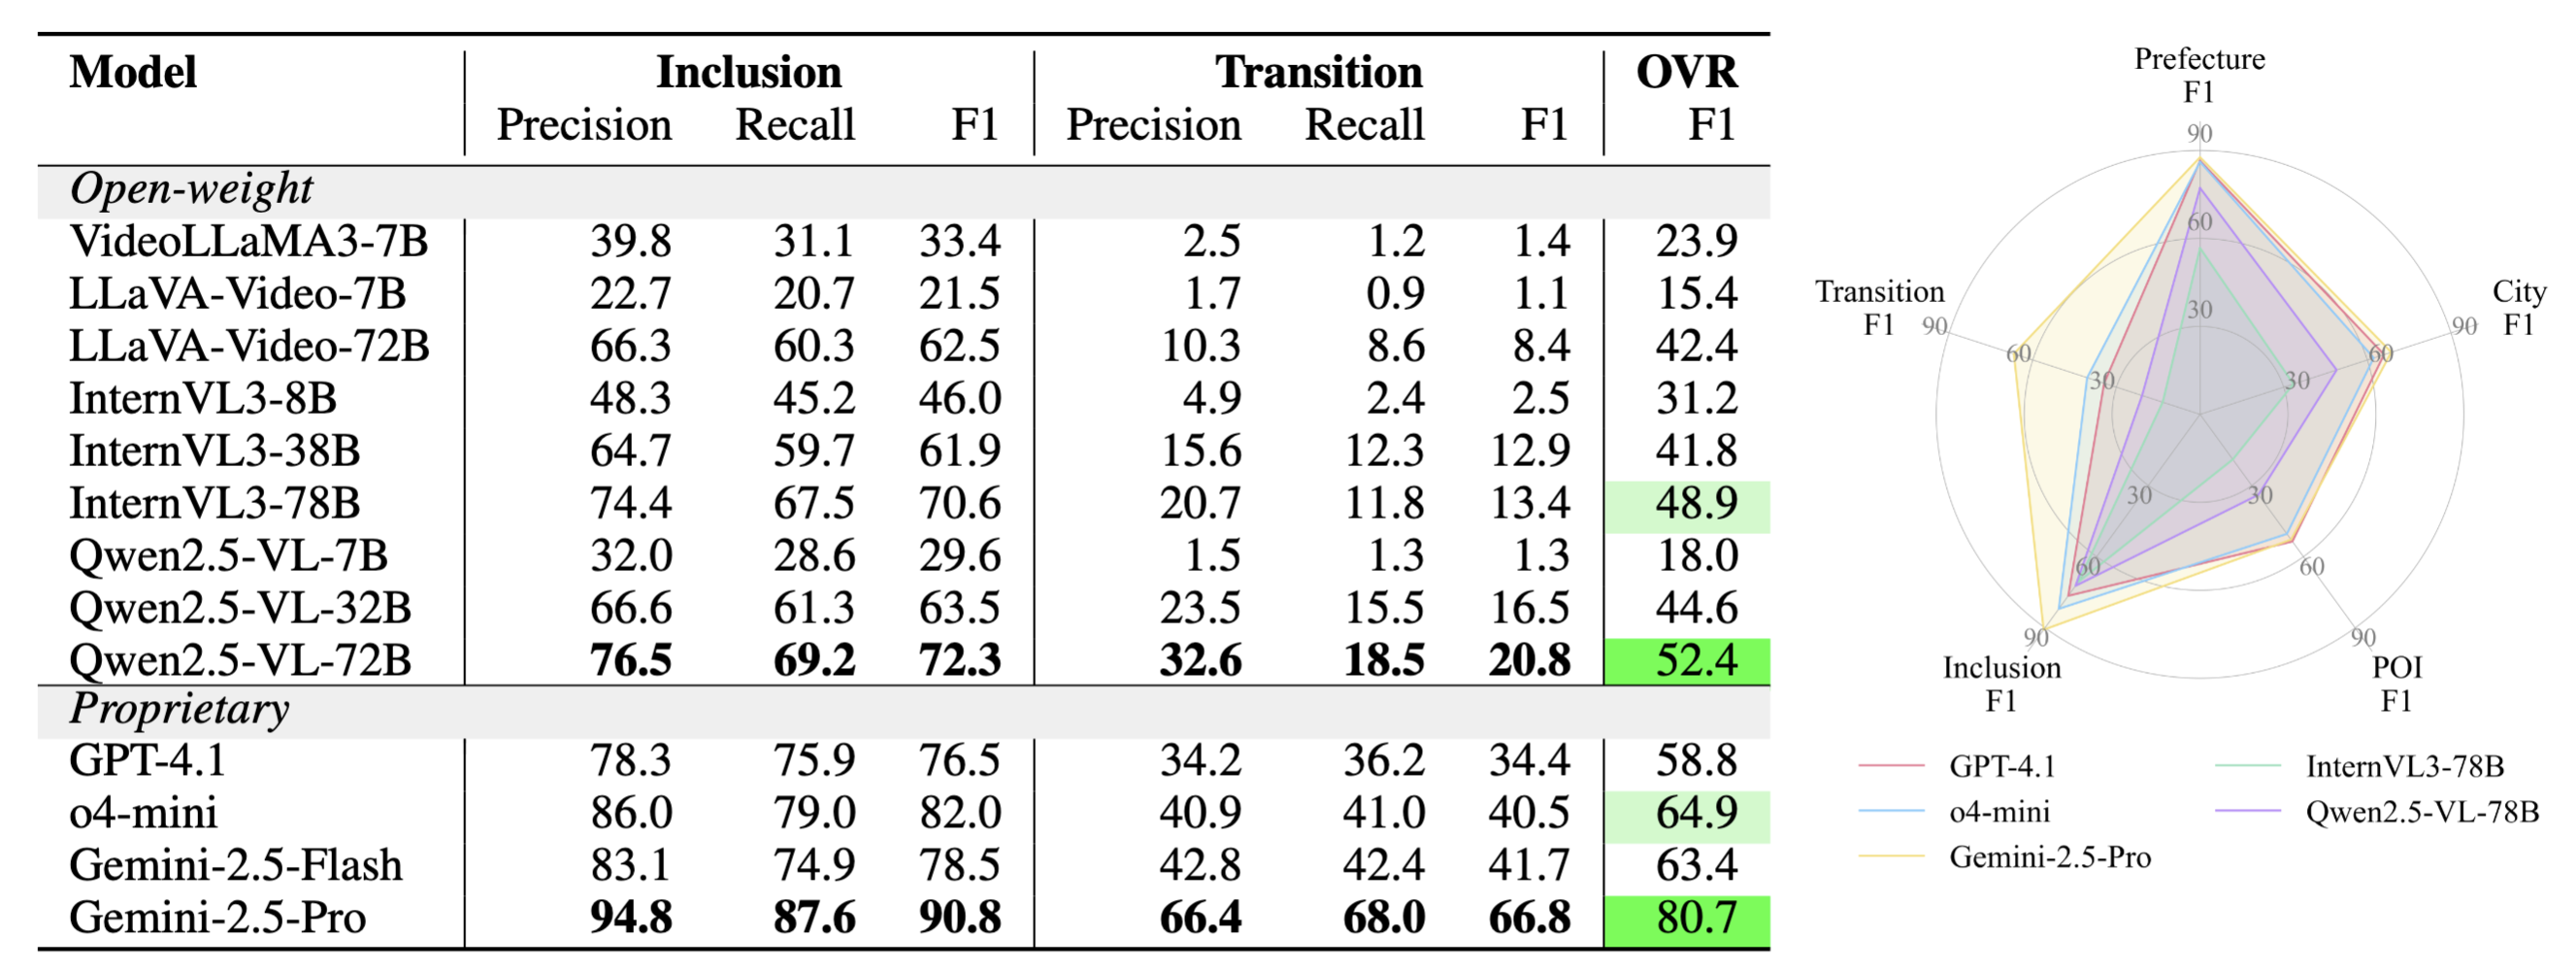 Model Inclusion Transition OVR
Precision Recall F1 Precision Recall F1 F1
Open-weight
VideoLLaMA3-7B 39.8 31.1 33.4 2.5 1.2 1.4 23.9
LLaVA-Video-7B 22.7 20.7 21.5 1.7 0.9 1.1 15.4
LLaVA-Video-72B 66.3 60.3 62.5 10.3 8.6 8.4 42.4
InternVL3-8B 48.3 45.2 46.0 4.9 2.4 2.5 31.2
InternVL3-38B 64.7 59.7 61.9 15.6 12.3 12.9 41.8
InternVL3-78B 74.4 67.5 70.6 20.7 11.8 13.4 48.9
Qwen2.5-VL-7B 32.0 28.6 29.6 1.5 1.3 1.3 18.0
Qwen2.5-VL-32B 66.6 61.3 63.5 23.5 15.5 16.5 44.6
Qwen2.5-VL-72B 76.5 69.2 72.3 32.6 18.5 20.8 52.4
Proprietary
GPT-4.1 78.3 75.9 76.5 34.2 36.2 34.4 58.8
o4-mini 86.0 79.0 82.0 40.9 41.0 40.5 64.9
Gemini-2.5-Flash 83.1 74.9 78.5 42.8 42.4 41.7 63.4
Gemini-2.5-Pro 94.8 87.6 90.8 66.4 68.0 66.8 80.7
Prefecture
F1
90
60
30
City
F1
90
60
30
POI
F1
30
60
90
Inclusion
F1
30
60
90
Transition
F1
90
60
30
GPT-4.1
o4-mini
Gemini-2.5-Pro
InternVL3-78B
Qwen2.5-VL-78B